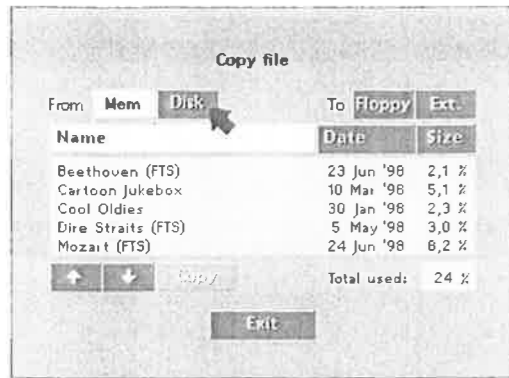 Copy file
From Mem Disk To Floppy Ext.
Name Date Size
Beethoven (FTS) 23 Jun '98 2,1 %
Cartoon Jukebox 10 Mar '98 5,1 %
Cool Oldies 30 Jan '98 2,3 %
Dire Straits (FTS) 5 May '98 3,0 %
Mozart (FTS) 24 Jun '98 8,2 %
Copy Total used: 24 %
Exit